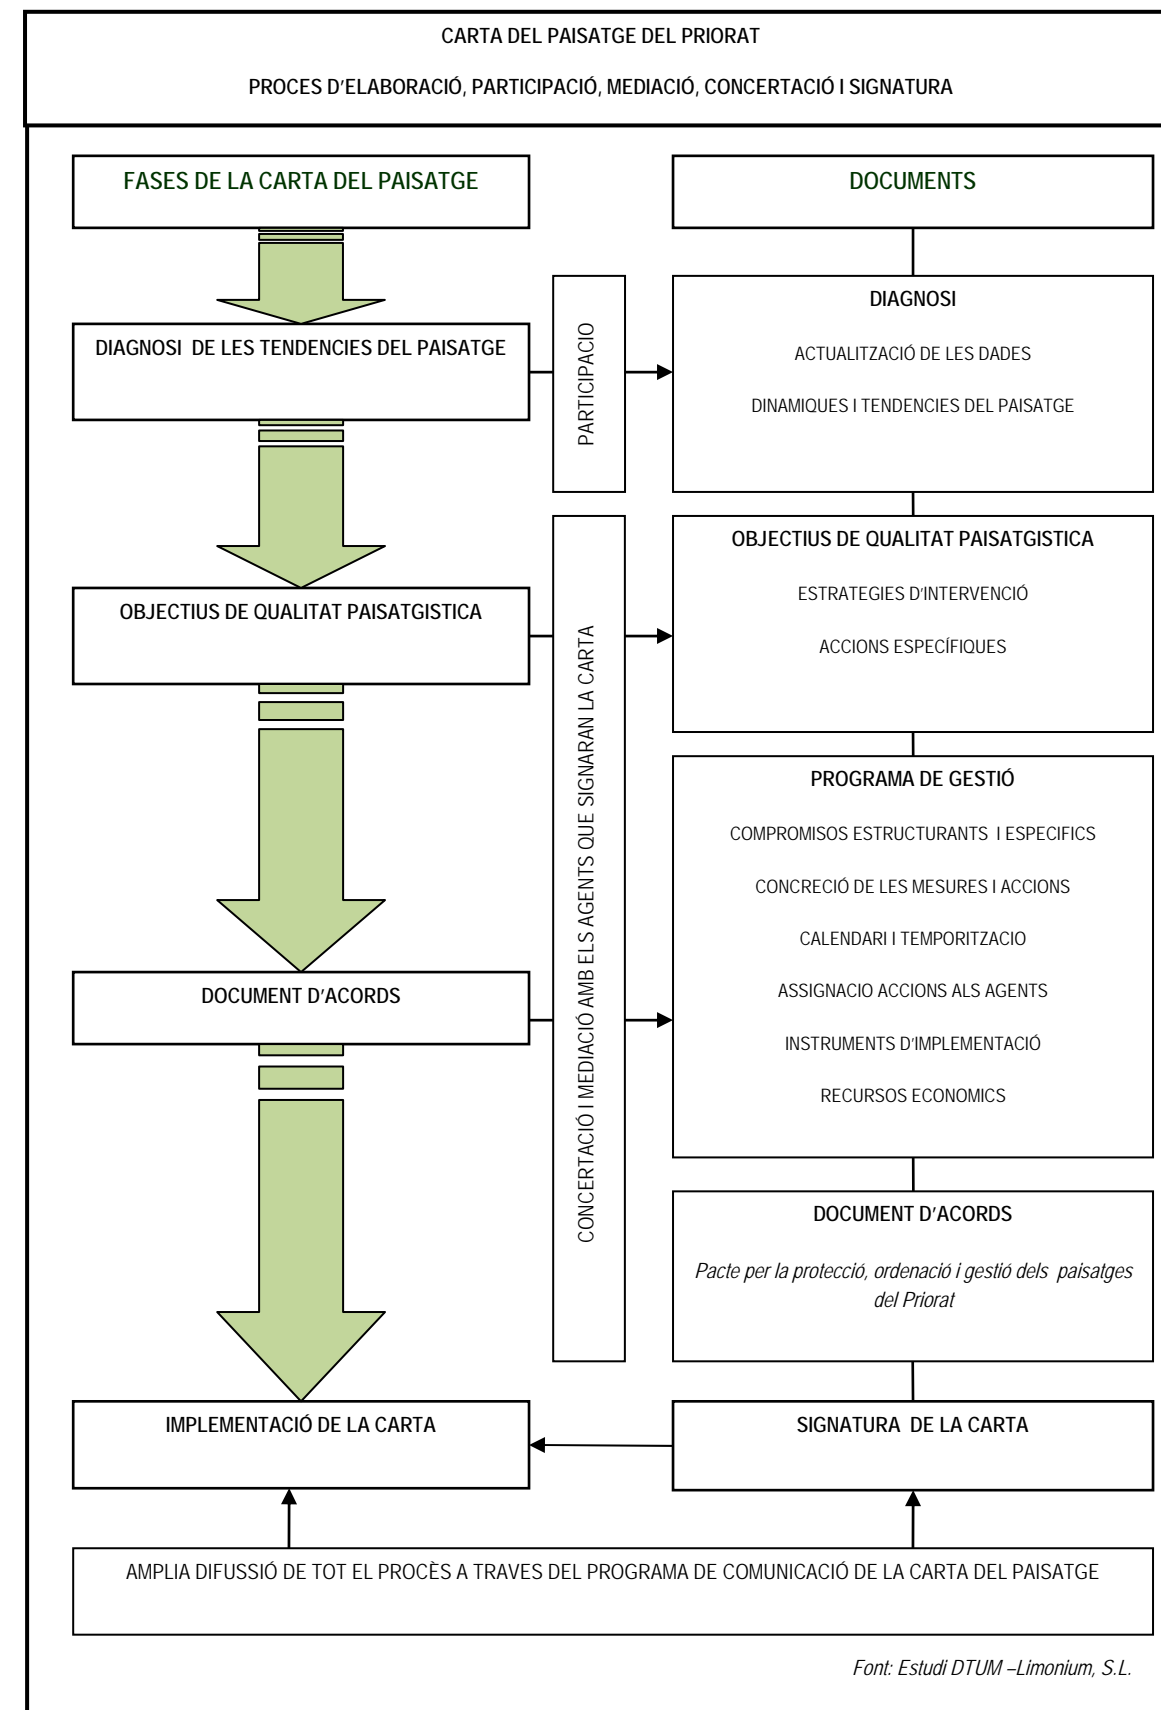 CARTA DEL PAISATGE DEL PRIORAT
PROCES D'ELABORACIÓ, PARTICIPACIÓ, MEDIACIÓ, CONCERTACIÓ I SIGNATURA
FASES DE LA CARTA DEL PAISATGE
DOCUMENTS
DIAGNOSI DE LES TENDENCIES DEL PAISATGE
PARTICIPACIO
DIAGNOSI
ACTUALITZACIÓ DE LES DADES
DINAMIQUES I TENDENCIES DEL PAISATGE
OBJECTIUS DE QUALITAT PAISATGISTICA
CONCERTACIÓ I MEDIACIÓ AMB ELS AGENTS QUE SIGNARAN LA CARTA
OBJECTIUS DE QUALITAT PAISATGISTICA
ESTRATEGIES D'INTERVENCIÓ
ACCIONS ESPECÍFIQUES
PROGRAMA DE GESTIÓ
COMPROMISOS ESTRUCTURANTS I ESPECIFICS
CONCRECIÓ DE LES MESURES I ACCIONS
CALENDARI I TEMPORITZACIO
ASSIGNACIO ACCIONS ALS AGENTS
INSTRUMENTS D'IMPLEMENTACIÓ
RECURSOS ECONOMICS
DOCUMENT D'ACORDS
DOCUMENT D'ACORDS
Pacte per la protecció, ordenació i gestió dels paisatges
del Priorat
IMPLEMENTACIÓ DE LA CARTA
SIGNATURA DE LA CARTA
AMPLIA DIFUSSIÓ DE TOT EL PROCÈS A TRAVES DEL PROGRAMA DE COMUNICACIÓ DE LA CARTA DEL PAISATGE
Font: Estudi DTUM –Limonium, S.L.